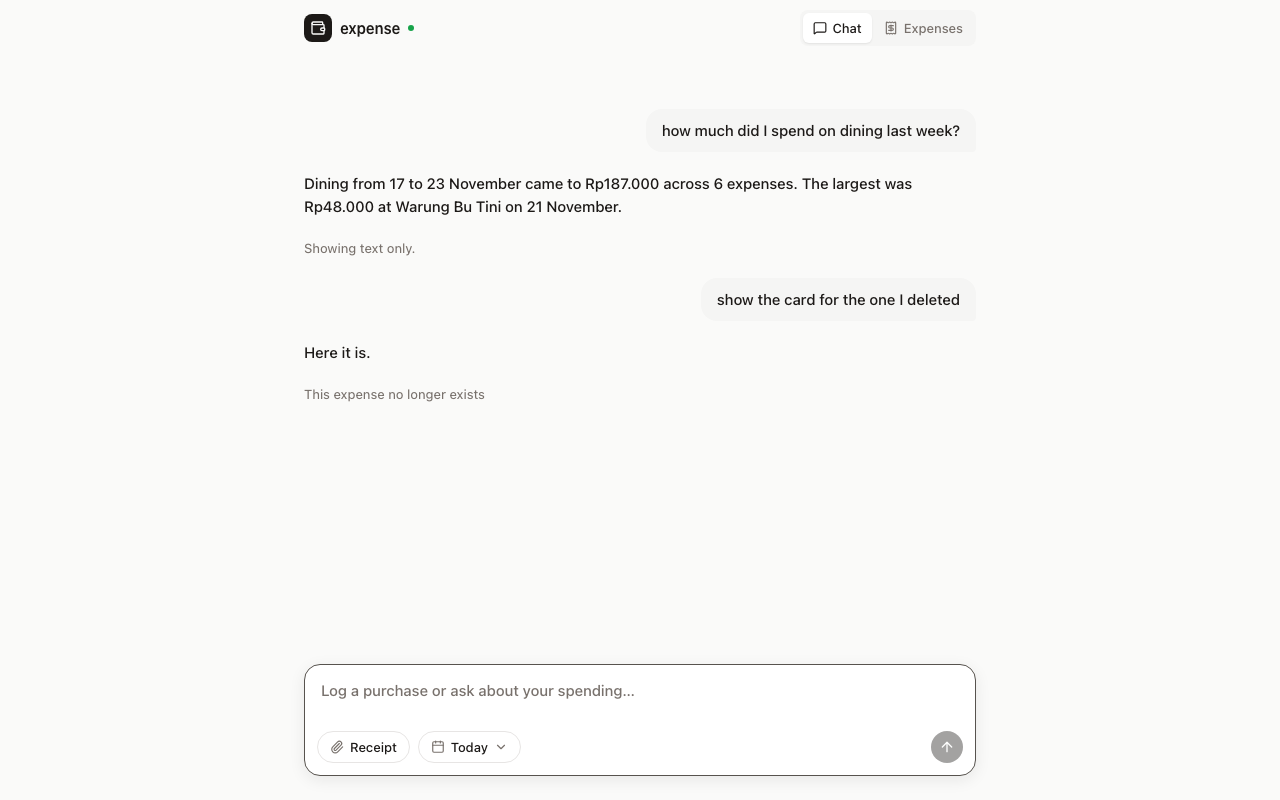 expense
Chat
Expenses
how much did I spend on dining last week?
Dining from 17 to 23 November came to Rp187.000 across 6 expenses. The largest was
Rp48.000 at Warung Bu Tini on 21 November.
Showing text only.
show the card for the one I deleted
Here it is.
This expense no longer exists
Log a purchase or ask about your spending...
Receipt
Today